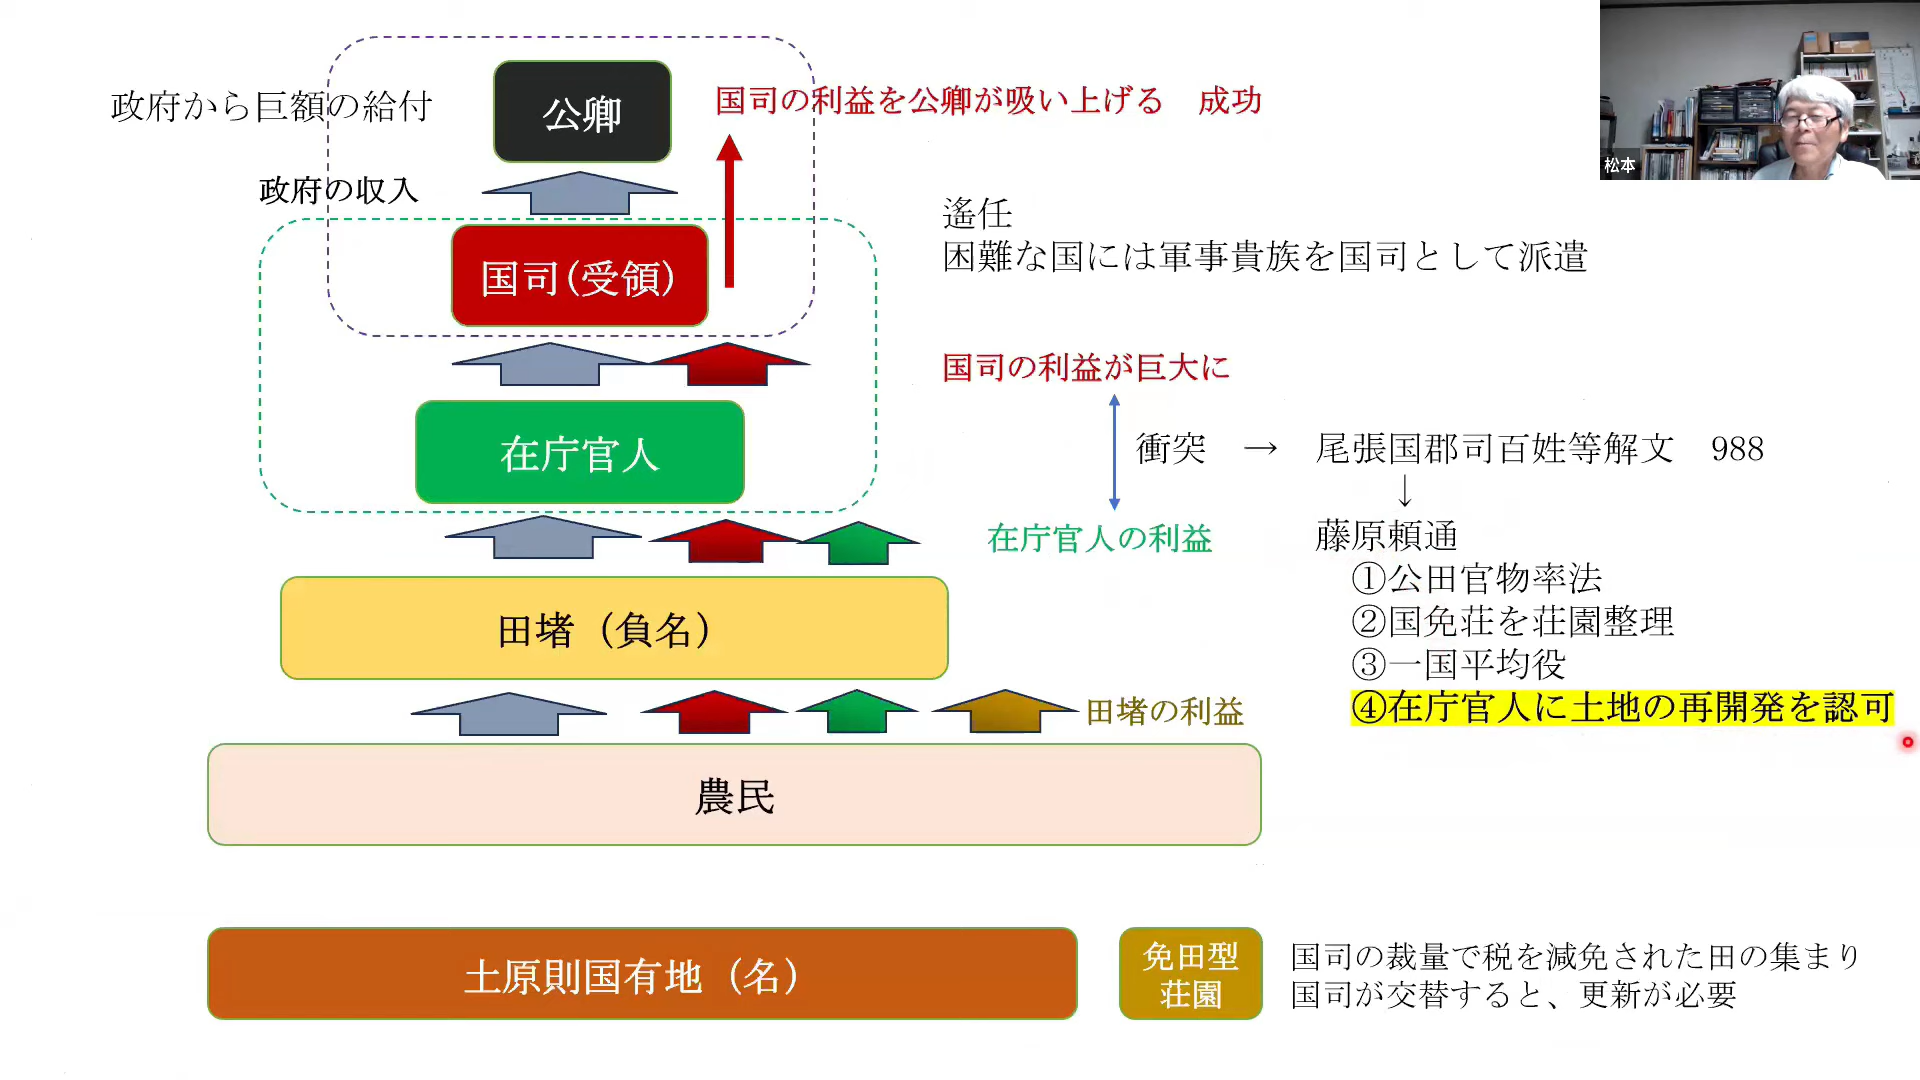 政府から巨額の給付
公卿
国司の利益を公卿が吸い上げる　成功
松本
政府の収入
遙任
困難な国には軍事貴族を国司として派遣
国司(受領)
国司の利益が巨大に
在庁官人
衝突　→　尾張国郡司百姓等解文　988
↓
在庁官人の利益
藤原頼通
①公田官物率法
②国免荘を荘園整理
③一国平均役
④在庁官人に土地の再開発を認可
田堵（負名）
田堵の利益
農民
土原則国有地（名）
免田型
荘園
国司の裁量で税を減免された田の集まり
国司が交替すると、更新が必要